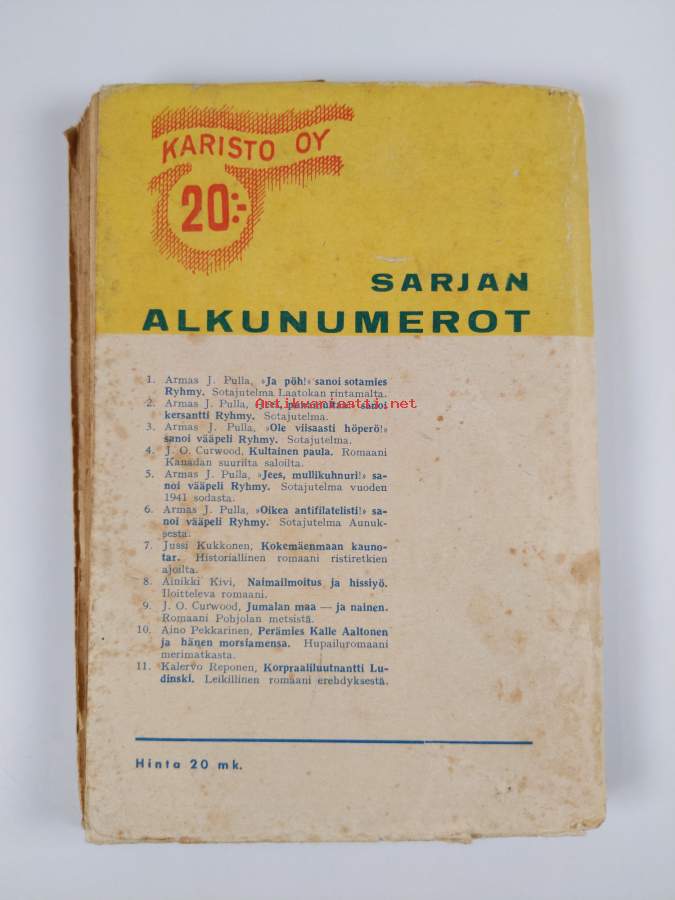 KARISTO OY
20:-
SARJAN
ALKUNUMEROT
1. Armas J. Pulla, »Ja pöh!» sanoi sotamies
Ryhmy. Sotajutelma Laatokan rintamalta.
Antikvariaatti.net
2. Armas J. Pulla, sanoi
kersantti Ryhmy. Sotajutelma.
3. Armas J. Pulla, »Ole viisaasti höperö!»
sanoi vääpeli Ryhmy. Sotajutelma.
4. J. O. Curwood, Kultainen paula. Romaani
Kanadan suurilta saloilta.
5. Armas J. Pulla, »Jees, mullikuhnuri!» sa-
noi vääpeli Ryhmy. Sotajutelma vuoden
1941 sodasta.
6. Armas J. Pulla, »Oikea antifilatelisti!» sa-
noi vääpeli Ryhmy. Sotajutelma Aunuk-
sesta.
7. Jussi Kukkonen, Kokemäenmaan kauno-
tar. Historiallinen romaani ristiretkien
ajoilta.
8. Ainikki Kivi, Naimailmoitus ja hissiyö.
Iloitteleva romaani.
9. J. O. Curwood, Jumalan maa — ja nainen.
Romaani Pohjolan metsistä.
10. Aino Pekkarinen, Perämies Kalle Aaltonen
ja hänen morsiamensa. Hupailuromaani
merimatkasta.
11. Kalervo Reponen, Korpraaliluutnantti Lu-
dinski. Leikillinen romaani erehdyksestä.
Hinta 20 mk.